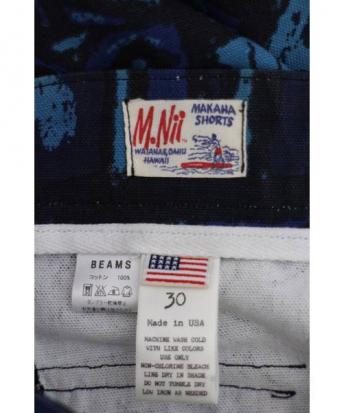 M.Nii
MAKAHA
SHORTS
WAIANAE, OAHU
HAWAII
BEAMS
コットン 100%
30
Made in USA
MACHINE WASH COLD
WITH LIKE COLORS
USE ONLY
NON-CHLORINE BLEACH
LINE DRY IN SHADE
DO NOT TUMBLE DRY
LOW IRON AS NEEDED